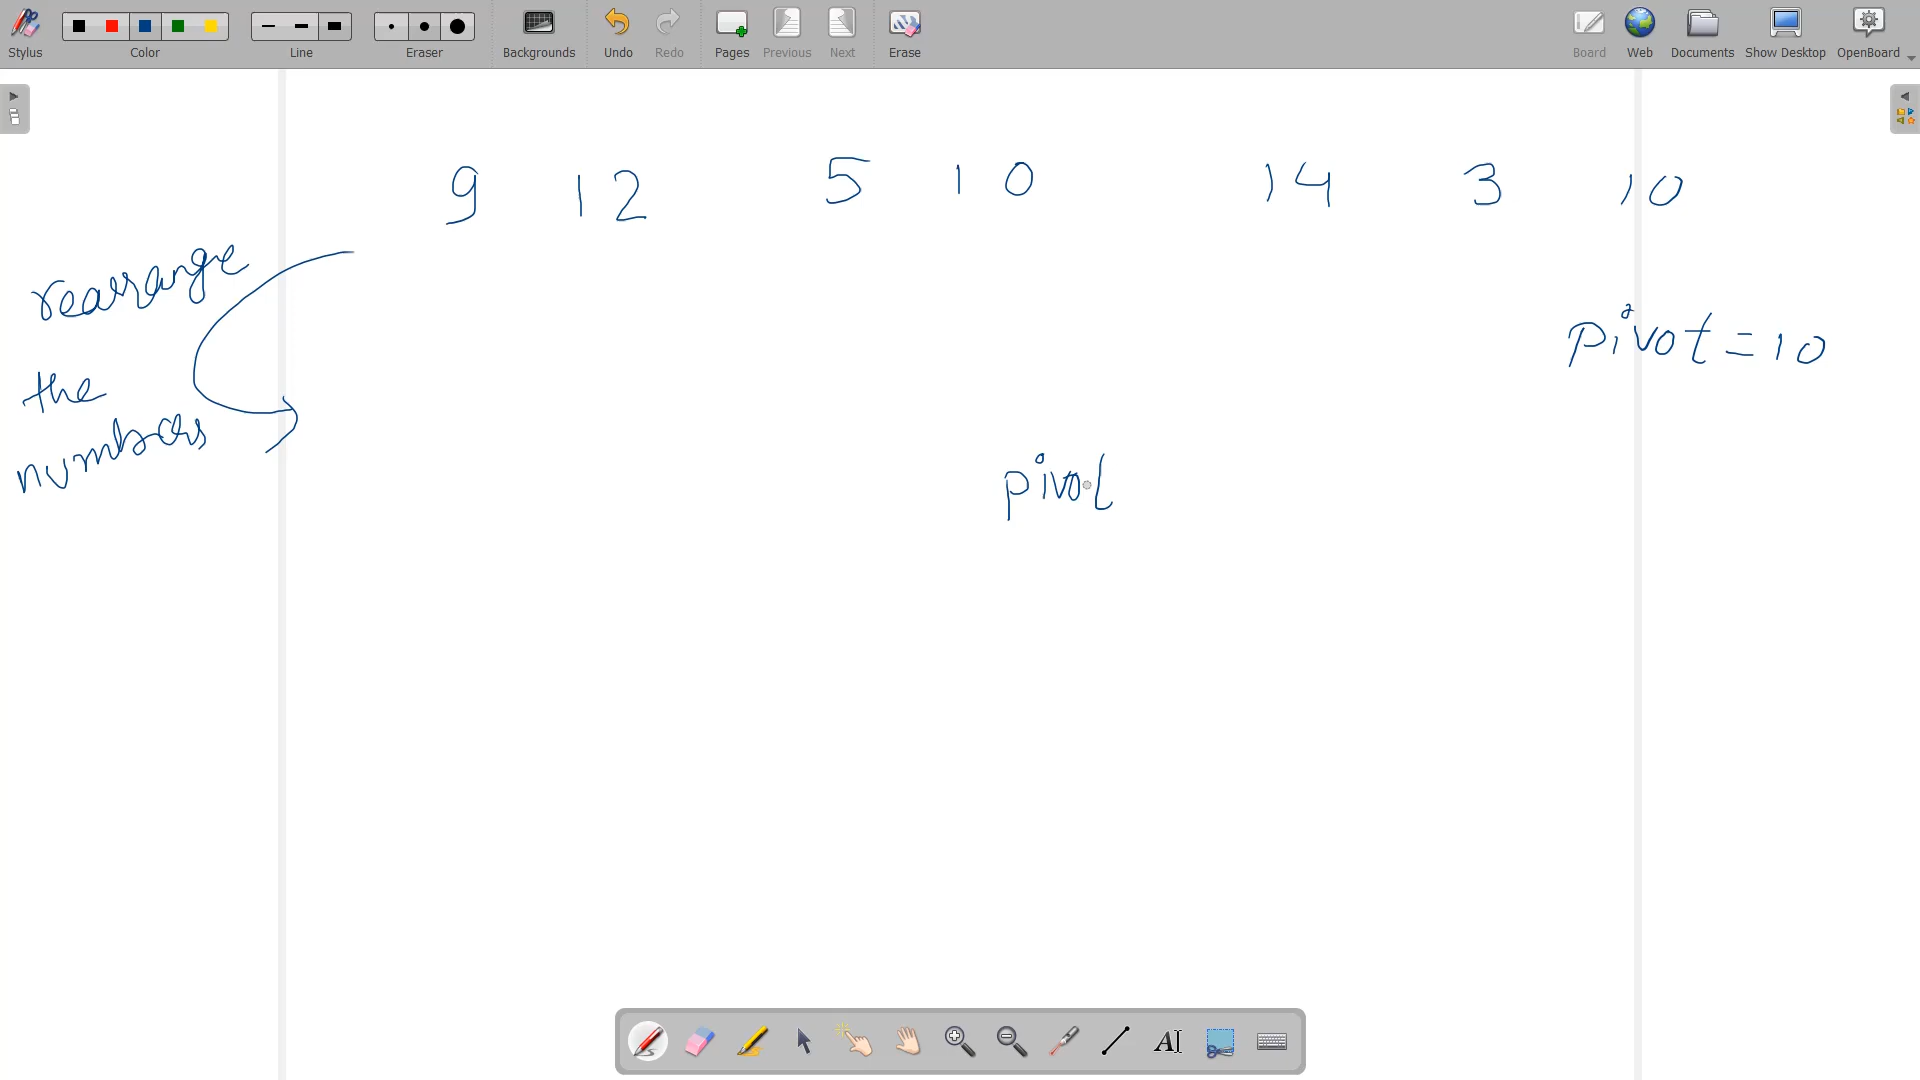 Stylus Color Line Eraser Backgrounds Undo Redo Pages Previous Next Erase Board Web Documents Show Desktop OpenBoard
9 12 5 10 14 3 10
rearrange
the
numbers
pivot = 10
pivot